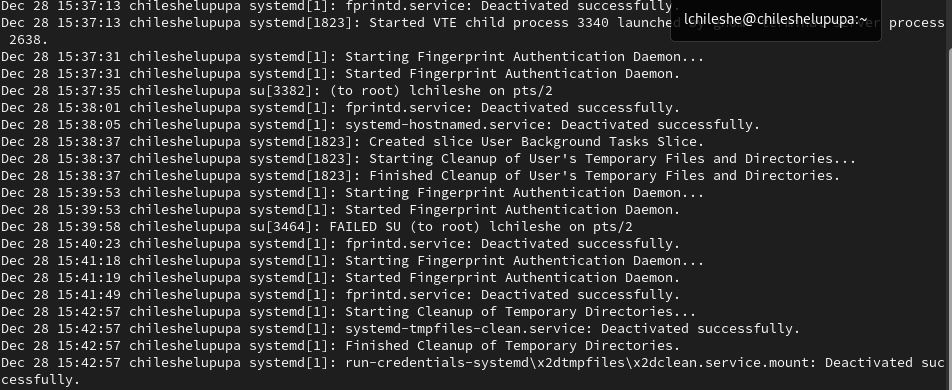 Dec 28 15:37:13 chileshelupupa systemd[1]: fprintd.service: Deactivated successfully.
lchileshe@chileshelupupa:~
Dec 28 15:37:13 chileshelupupa systemd[1823]: Started VTE child process 3340 launched process
2638.
Dec 28 15:37:31 chileshelupupa systemd[1]: Starting Fingerprint Authentication Daemon...
Dec 28 15:37:31 chileshelupupa systemd[1]: Started Fingerprint Authentication Daemon.
Dec 28 15:37:35 chileshelupupa su[3382]: (to root) lchileshe on pts/2
Dec 28 15:38:01 chileshelupupa systemd[1]: fprintd.service: Deactivated successfully.
Dec 28 15:38:05 chileshelupupa systemd[1]: systemd-hostnamed.service: Deactivated successfully.
Dec 28 15:38:37 chileshelupupa systemd[1823]: Created slice User Background Tasks Slice.
Dec 28 15:38:37 chileshelupupa systemd[1823]: Starting Cleanup of User's Temporary Files and Directories...
Dec 28 15:38:37 chileshelupupa systemd[1823]: Finished Cleanup of User's Temporary Files and Directories.
Dec 28 15:39:53 chileshelupupa systemd[1]: Starting Fingerprint Authentication Daemon...
Dec 28 15:39:53 chileshelupupa systemd[1]: Started Fingerprint Authentication Daemon.
Dec 28 15:39:58 chileshelupupa su[3464]: FAILED SU (to root) lchileshe on pts/2
Dec 28 15:40:23 chileshelupupa systemd[1]: fprintd.service: Deactivated successfully.
Dec 28 15:41:18 chileshelupupa systemd[1]: Starting Fingerprint Authentication Daemon...
Dec 28 15:41:19 chileshelupupa systemd[1]: Started Fingerprint Authentication Daemon.
Dec 28 15:41:49 chileshelupupa systemd[1]: fprintd.service: Deactivated successfully.
Dec 28 15:42:57 chileshelupupa systemd[1]: Starting Cleanup of Temporary Directories...
Dec 28 15:42:57 chileshelupupa systemd[1]: systemd-tmpfiles-clean.service: Deactivated successfully.
Dec 28 15:42:57 chileshelupupa systemd[1]: Finished Cleanup of Temporary Directories.
Dec 28 15:42:57 chileshelupupa systemd[1]: run-credentials-systemd\x2dtmpfiles\x2dclean.service.mount: Deactivated suc
cessfully.